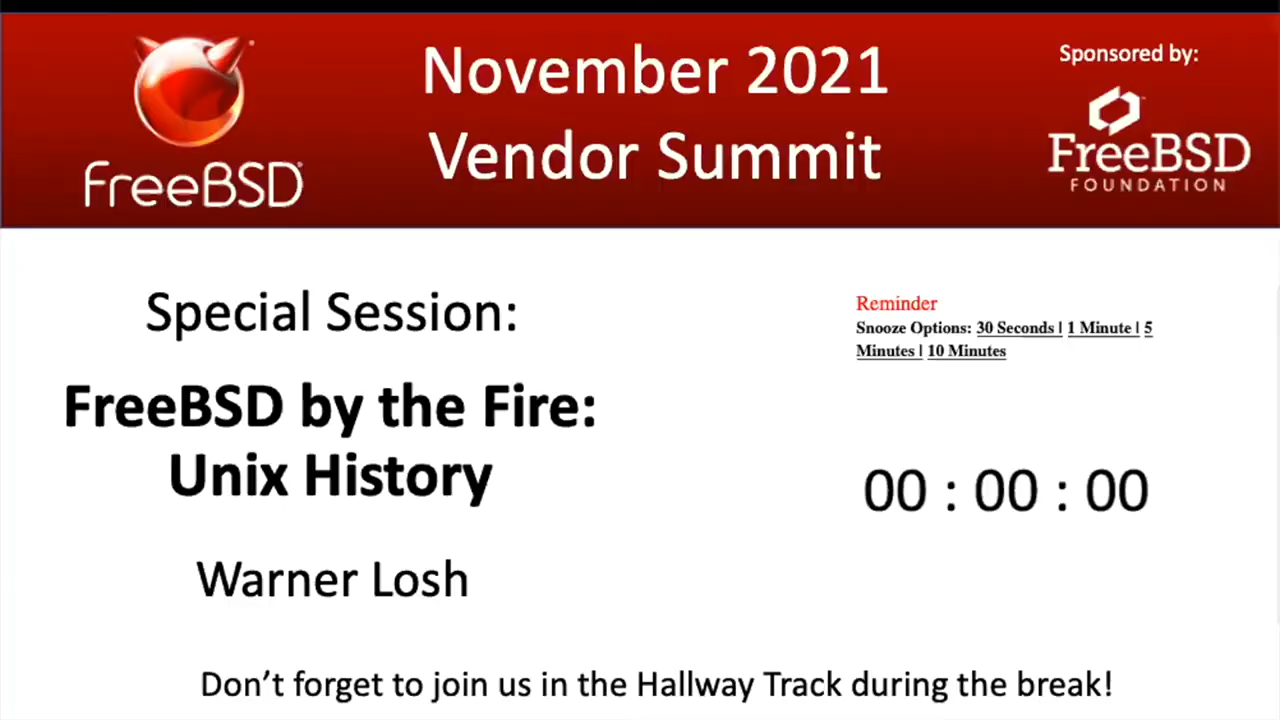 November 2021
Vendor Summit
FreeBSD
Sponsored by:
FreeBSD
FOUNDATION
Special Session:
FreeBSD by the Fire:
Unix History
Warner Losh
Reminder
Snooze Options: 30 Seconds | 1 Minute | 5
Minutes | 10 Minutes
00 : 00 : 00
Don’t forget to join us in the Hallway Track during the break!